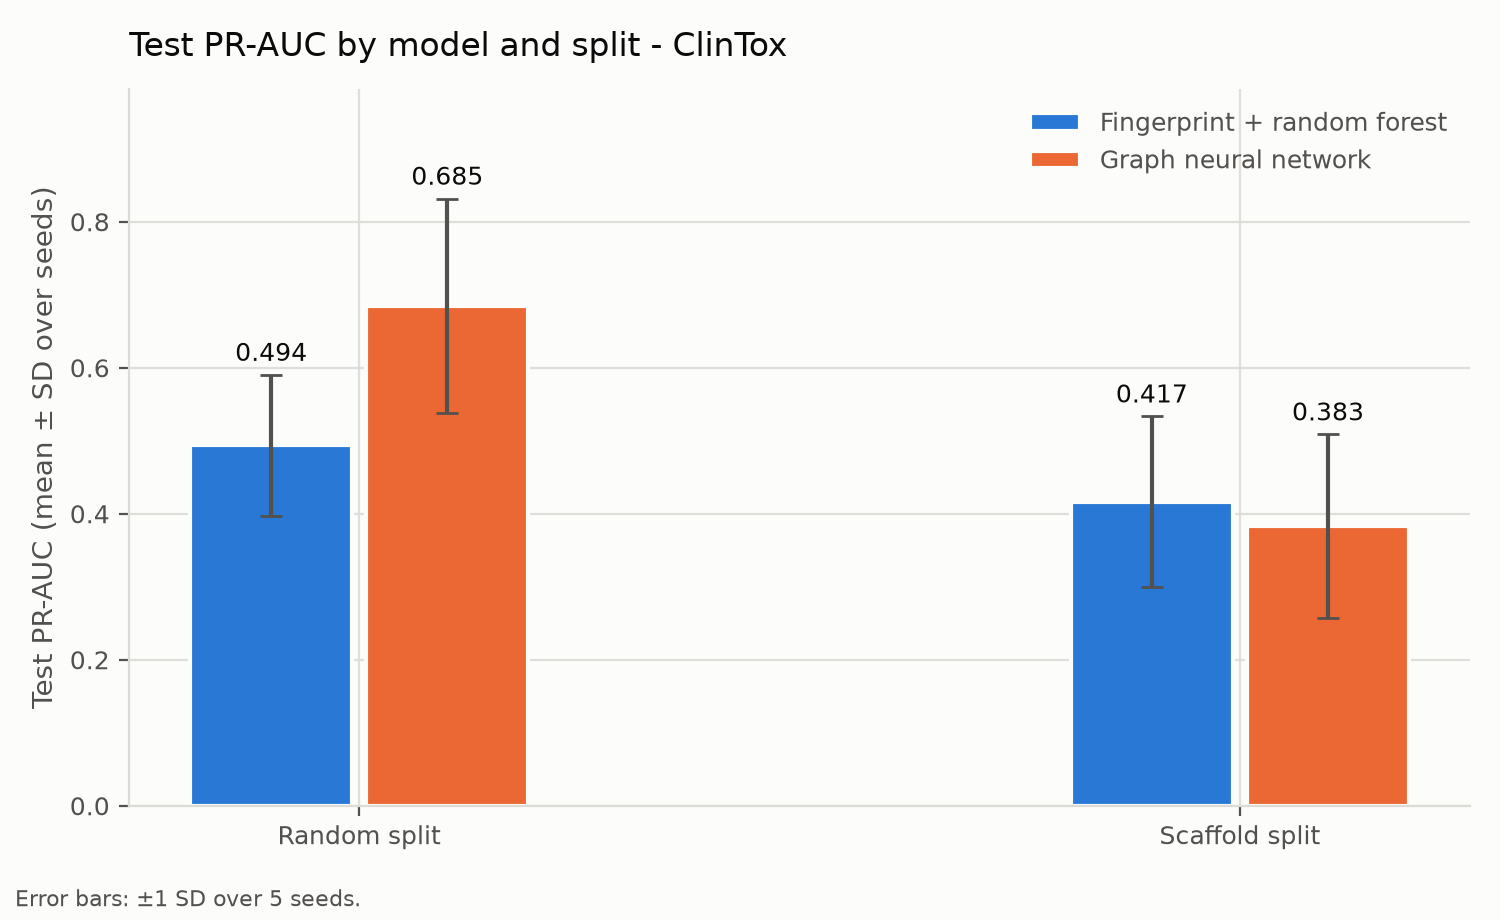 Test PR-AUC by model and split - ClinTox
Fingerprint + random forest
Graph neural network
Test PR-AUC (mean ± SD over seeds)
0.8
0.6
0.4
0.2
0.0
0.494
0.685
0.417
0.383
Random split
Scaffold split
Error bars: ±1 SD over 5 seeds.